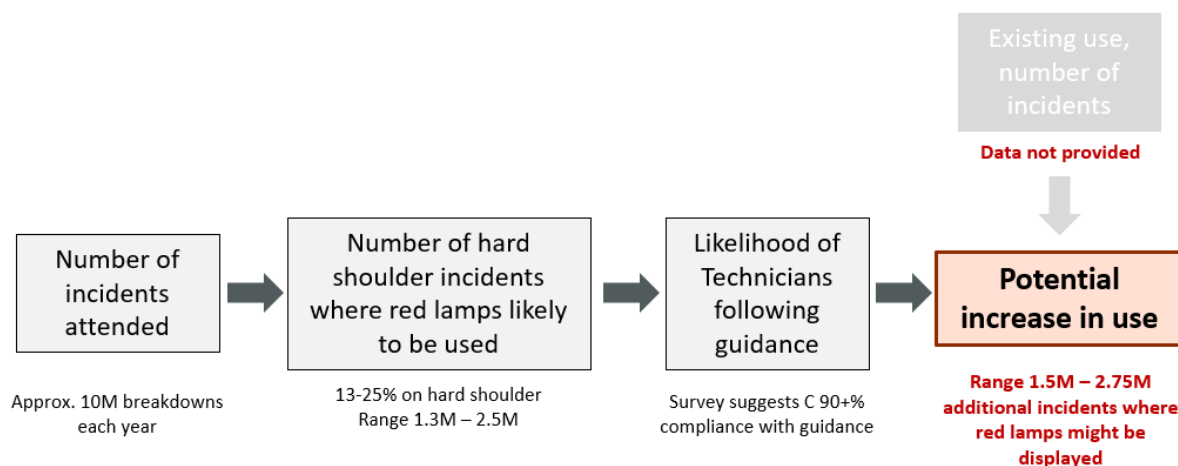 Existing use,
number of
incidents
Data not provided
Number of
incidents
attended
Approx. 10M breakdowns
each year
Number of hard
shoulder incidents
where red lamps likely
to be used
13-25% on hard shoulder
Range 1.3M – 2.5M
Likelihood of
Technicians
following
guidance
Survey suggests C 90+%
compliance with guidance
Potential
increase in use
Range 1.5M – 2.75M
additional incidents where
red lamps might be
displayed